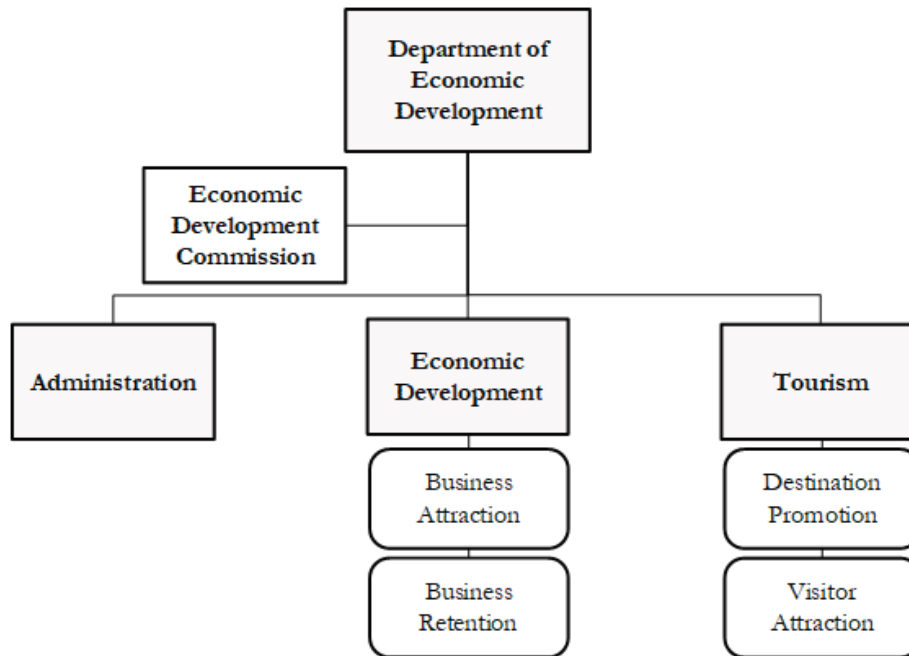 Department of
Economic
Development
Economic
Development
Commission
Administration
Economic
Development
Tourism
Business
Attraction
Destination
Promotion
Business
Retention
Visitor
Attraction